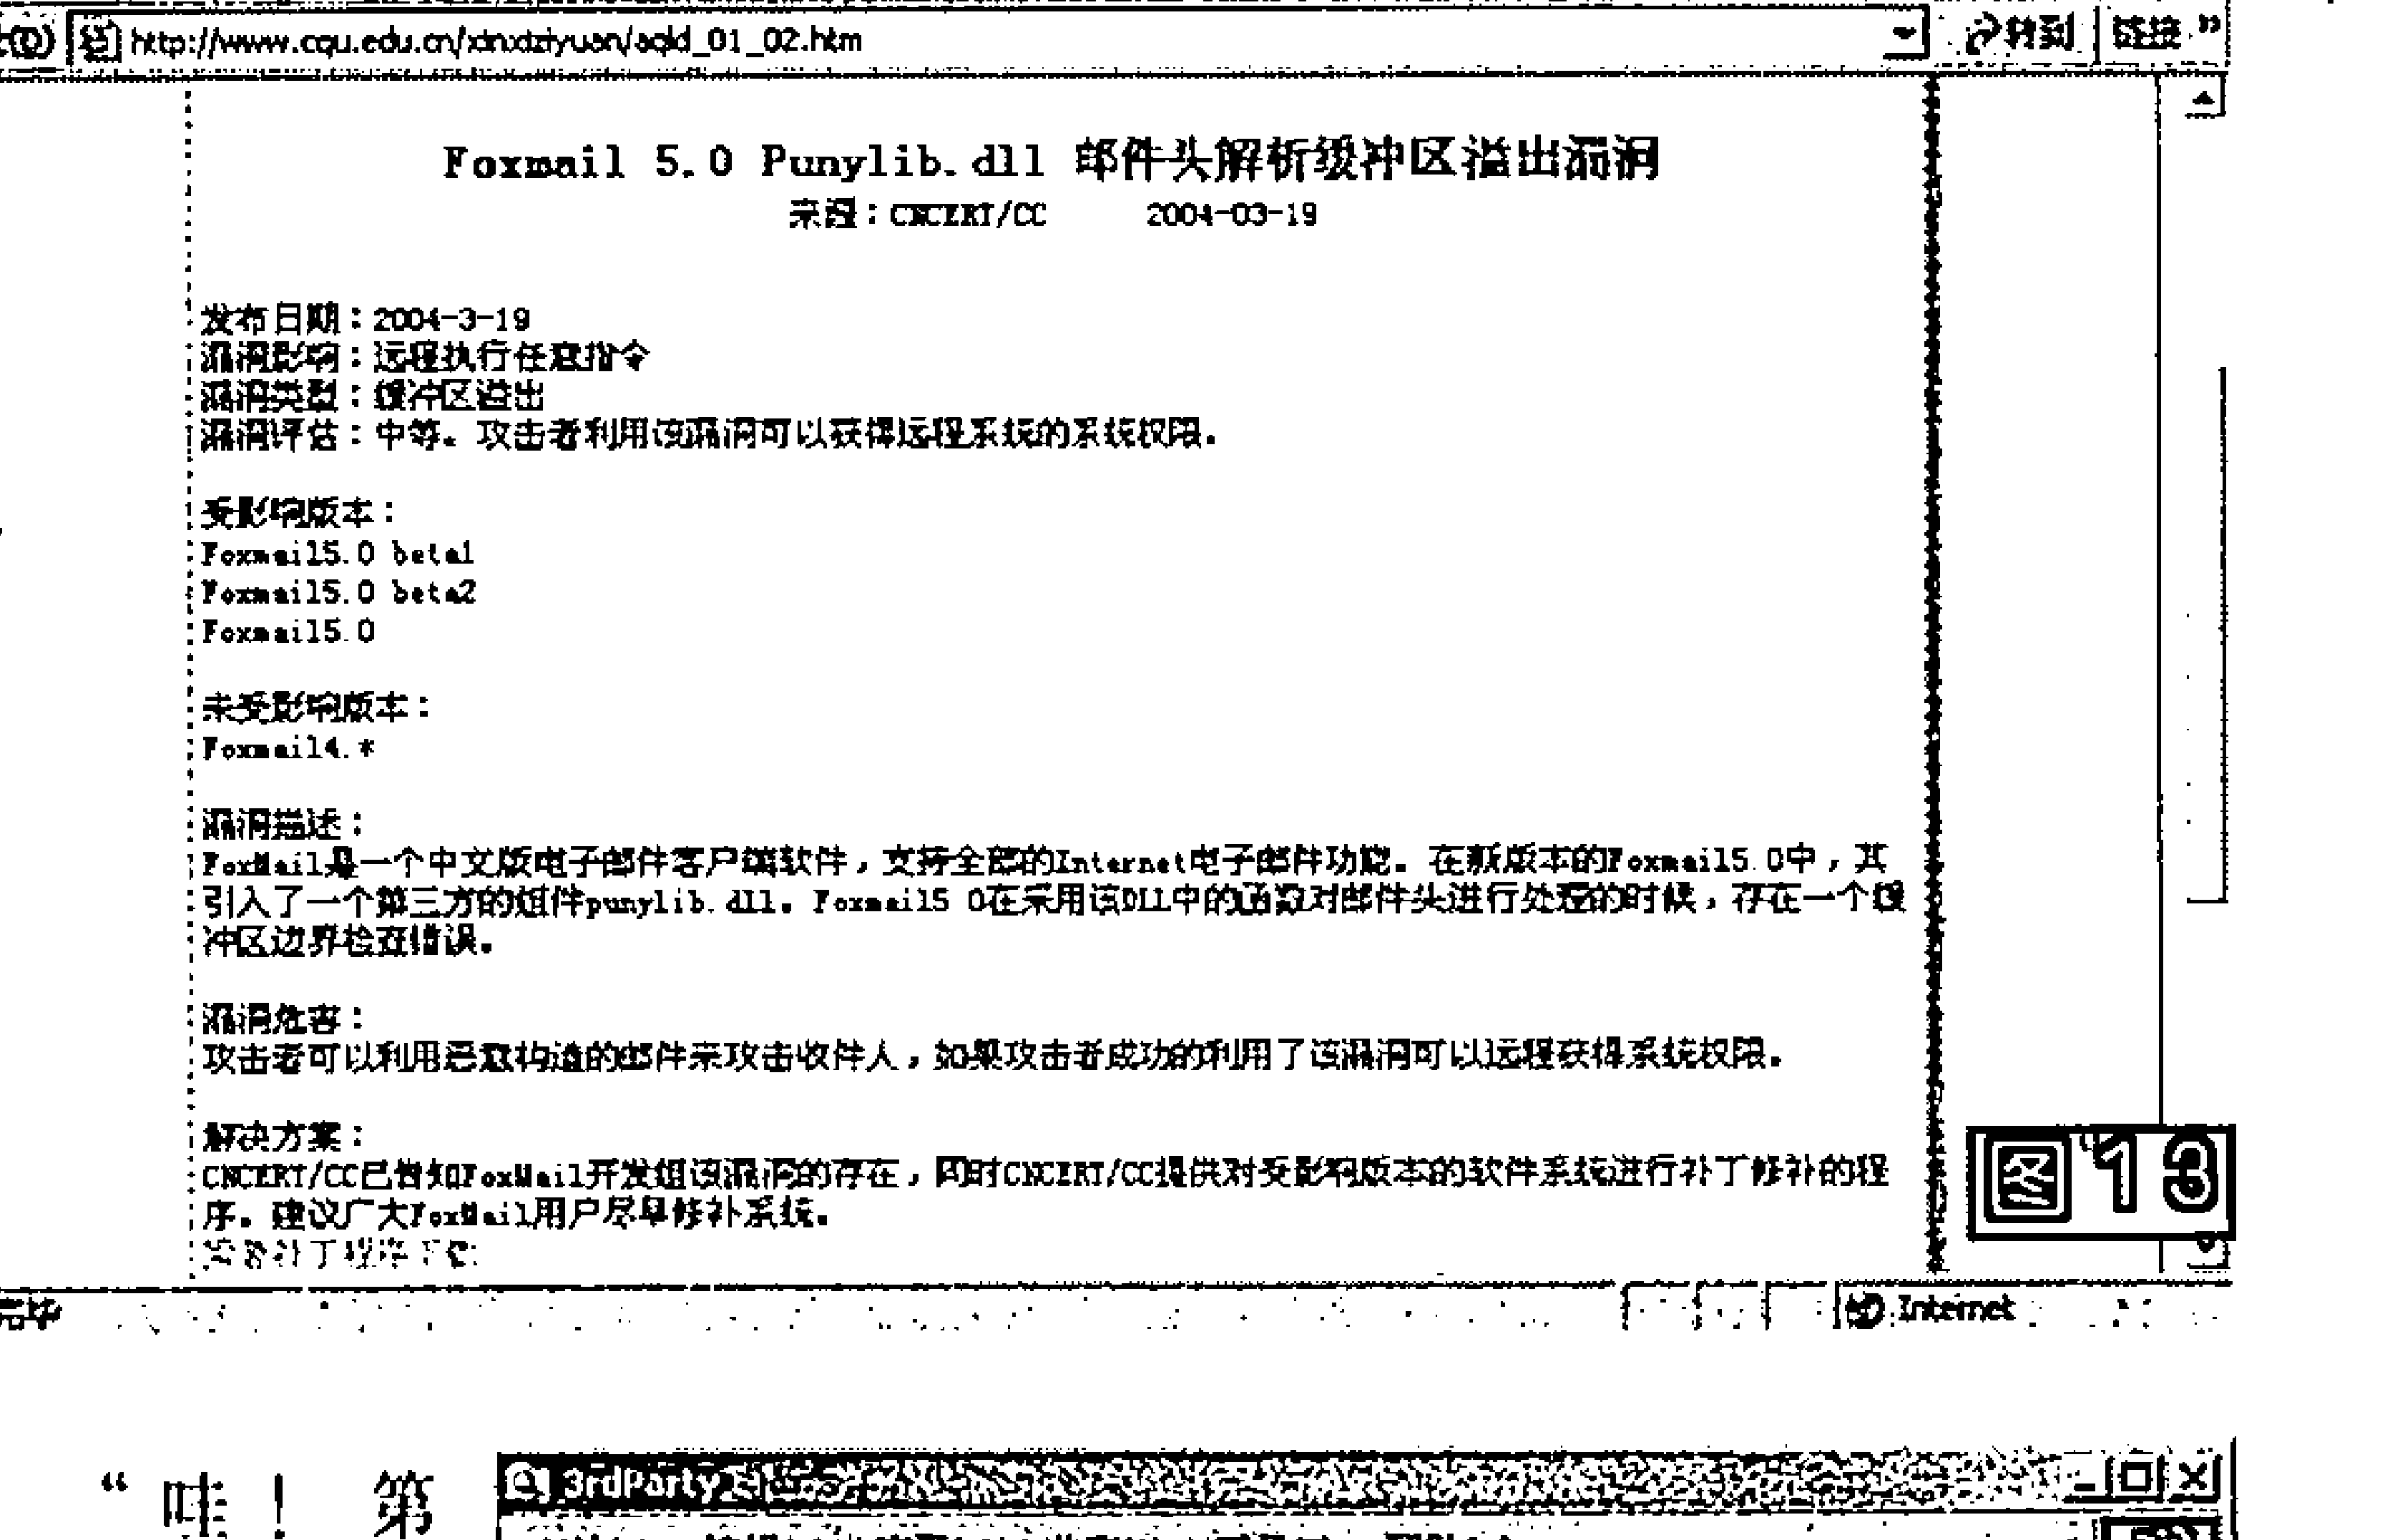 http://www.cqu.edu.cn/xinxiziyuan/aqld_01_02.htm 转到 链接 »
Foxmail 5.0 Punylib.dll 邮件头解析缓冲区溢出漏洞
来源：CNCERT/CC 2004-03-19
发布日期：2004-3-19
漏洞影响：远程执行任意指令
漏洞类型：缓冲区溢出
漏洞评估：中等。攻击者利用该漏洞可以获得远程系统的系统权限.
受影响版本：
Foxmail5.0 beta1
Foxmail5.0 beta2
Foxmail5.0
未受影响版本：
Foxmail4.*
漏洞描述：
FoxMail是一个中文版电子邮件客户端软件，支持全部的Internet电子邮件功能。在新版本的Foxmail5.0中，其
引入了一个第三方的组件punylib.dll。Foxmail5 0在采用该DLL中的函数对邮件头进行处理的时候，存在一个缓
冲区边界检查错误。
漏洞危害：
攻击者可以利用恶意构造的邮件来攻击收件人，如果攻击者成功的利用了该漏洞可以远程获得系统权限.
解决方案：
CNCERT/CC已告知FoxMail开发组该漏洞的存在，同时CNCERT/CC提供对受影响版本的软件系统进行补丁修补的程
序。建议广大FoxMail用户尽早修补系统。
补丁程序下载:
图 13
完毕 Internet
“哇！第
3rdParty